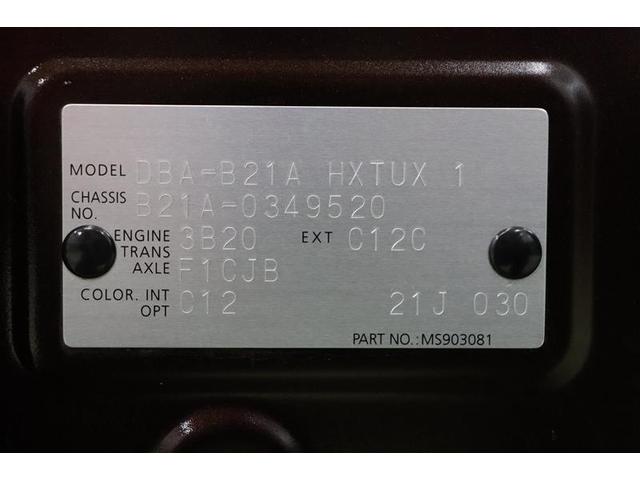 MODEL DBA-B21A HXTUX 1
CHASSIS NO. B21A-0349520
ENGINE 3B20 EXT C12C
TRANS AXLE F1CJB
COLOR. INT OPT C12 21J 030
PART NO.:MS903081